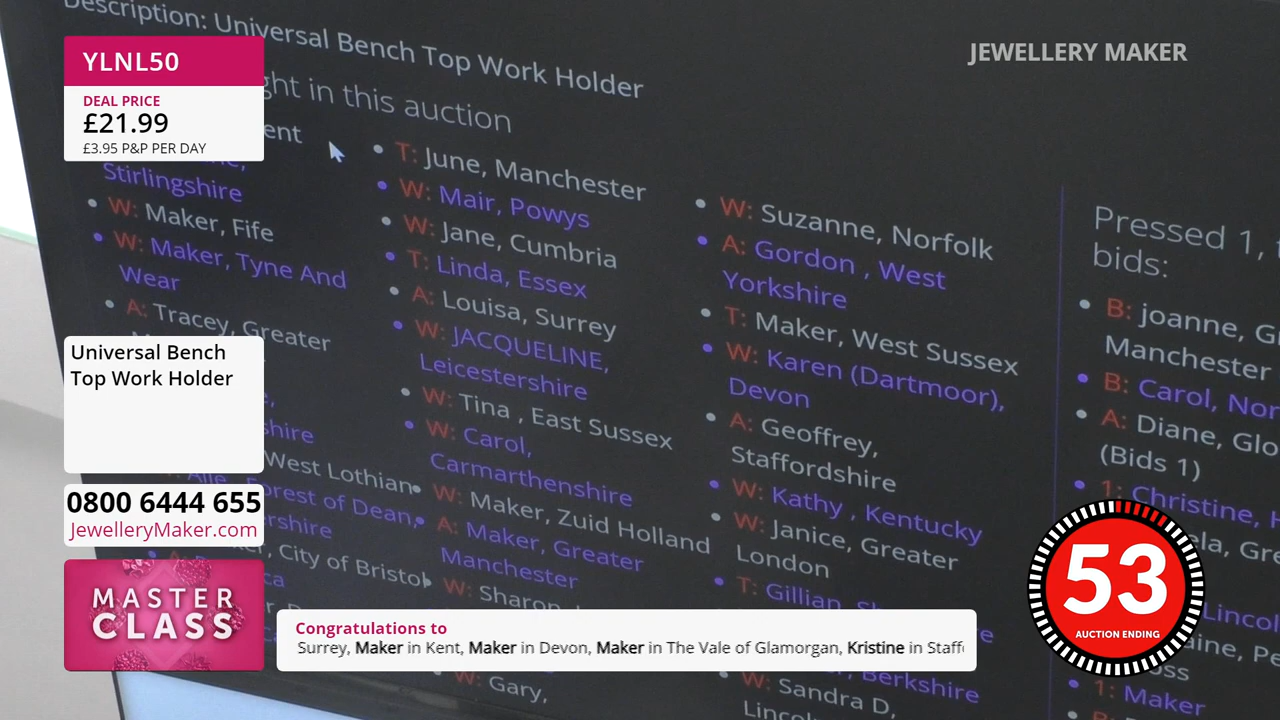 Description: Universal Bench Top Work Holder
YLNL50
DEAL PRICE
£21.99
£3.95 P&P PER DAY
JEWELLERY MAKER
in this auction
Stirlingshire
W: Maker, Fife
W: Maker, Tyne And
Wear
A: Tracey, Greater
West Lothian
Forest of Dean,
City of Bristol
T: June, Manchester
W: Mair, Powys
W: Jane, Cumbria
T: Linda, Essex
A: Louisa, Surrey
W: JACQUELINE,
Leicestershire
W: Tina , East Sussex
W: Carol,
Carmarthenshire
W: Maker, Zuid Holland
A: Maker, Greater
Manchester
W: Sharon,
W: Gary,
W: Suzanne, Norfolk
A: Gordon , West
Yorkshire
T: Maker, West Sussex
W: Karen (Dartmoor),
Devon
A: Geoffrey,
Staffordshire
W: Kathy , Kentucky
W: Janice, Greater
London
T: Gillian,
Berkshire
W: Sandra D,
Pressed 1,
bids:
B: joanne,
Manchester
B: Carol,
A: Diane,
(Bids 1)
1: Christine,
1: Maker
Universal Bench
Top Work Holder
0800 6444 655
JewelleryMaker.com
MASTER
CLASS
Congratulations to
Surrey, Maker in Kent, Maker in Devon, Maker in The Vale of Glamorgan, Kristine in
53
AUCTION ENDING